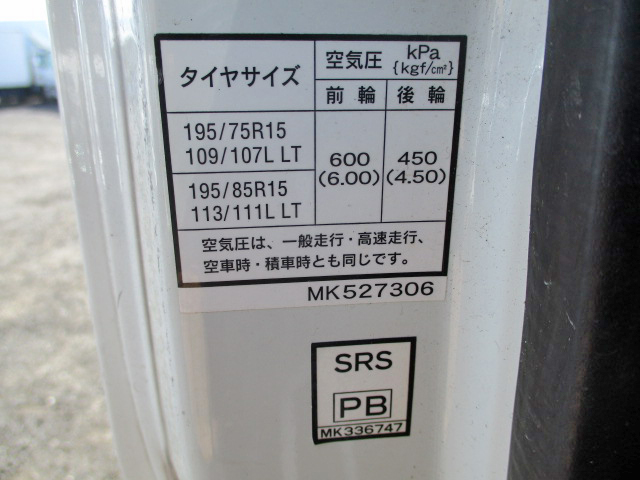 タイヤサイズ
空気圧 kPa {kgf/cm²}
前輪 後輪
195/75R15
109/107L LT
195/85R15
113/111L LT
600 450
(6.00) (4.50)
空気圧は、一般走行・高速走行、
空車時・積車時とも同じです。
MK527306
SRS
PB
MK336747